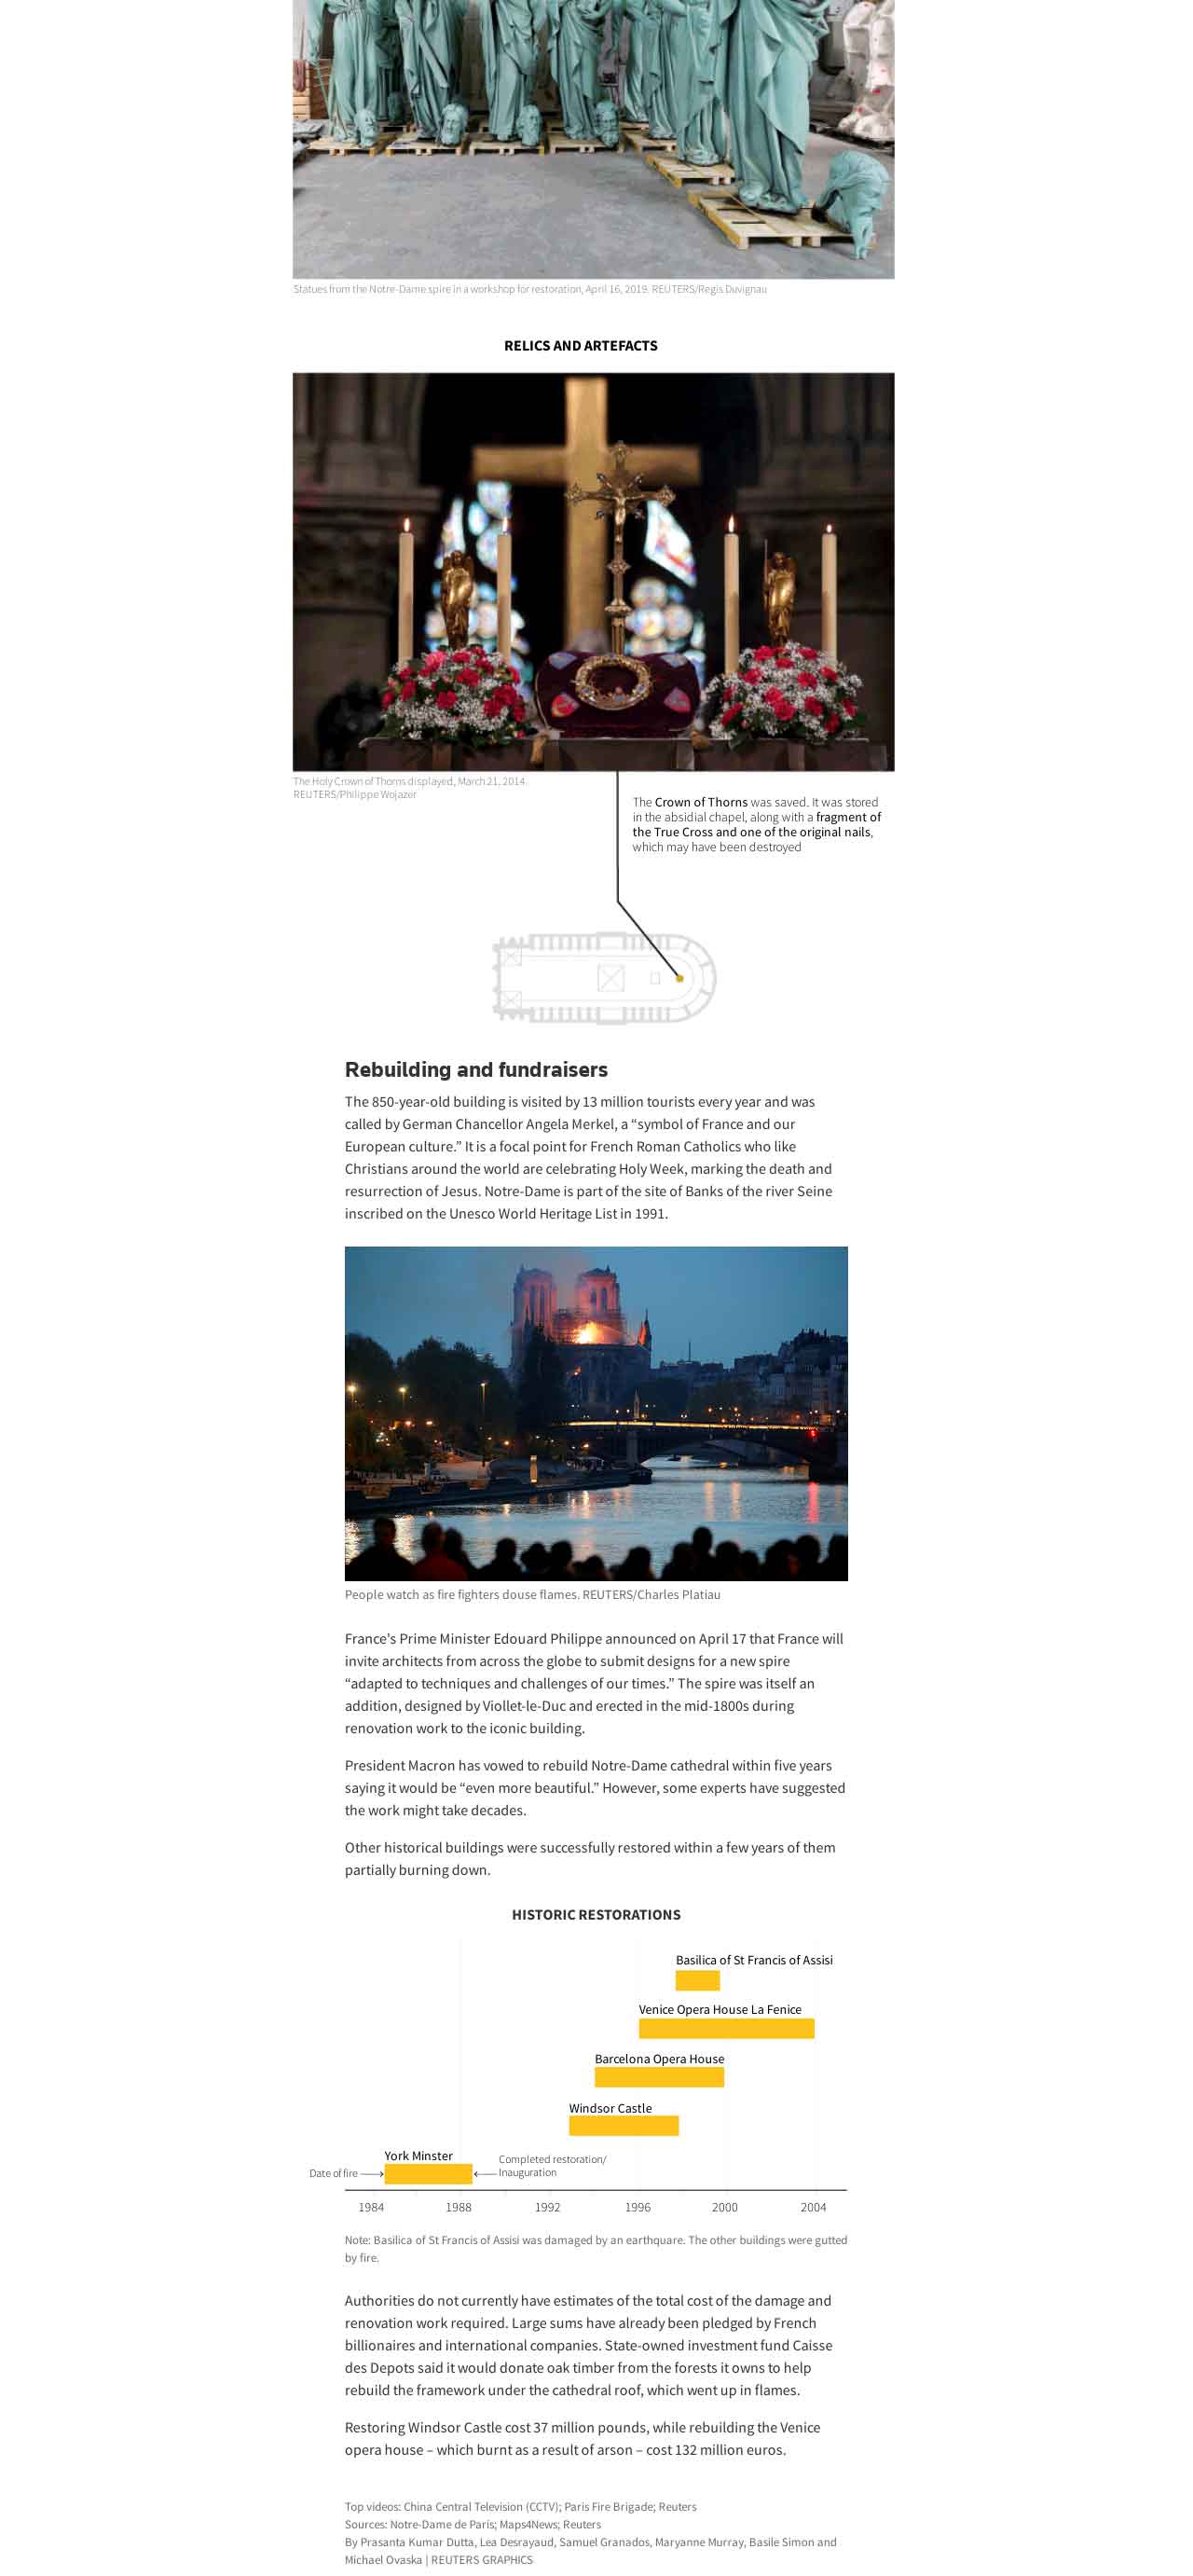 Statues from the Notre-Dame spire in a workshop for restoration, April 16, 2019. REUTERS/Regis Duvignau
RELICS AND ARTEFACTS
The Holy Crown of Thorns displayed, March 21, 2014.
REUTERS/Philippe Wojazer
The Crown of Thorns was saved. It was stored
in the absidial chapel, along with a fragment of
the True Cross and one of the original nails,
which may have been destroyed
Rebuilding and fundraisers
The 850-year-old building is visited by 13 million tourists every year and was
called by German Chancellor Angela Merkel, a “symbol of France and our
European culture.” It is a focal point for French Roman Catholics who like
Christians around the world are celebrating Holy Week, marking the death and
resurrection of Jesus. Notre-Dame is part of the site of Banks of the river Seine
inscribed on the Unesco World Heritage List in 1991.
People watch as fire fighters douse flames. REUTERS/Charles Platiau
France's Prime Minister Edouard Philippe announced on April 17 that France will
invite architects from across the globe to submit designs for a new spire
“adapted to techniques and challenges of our times.” The spire was itself an
addition, designed by Viollet-le-Duc and erected in the mid-1800s during
renovation work to the iconic building.
President Macron has vowed to rebuild Notre-Dame cathedral within five years
saying it would be “even more beautiful.” However, some experts have suggested
the work might take decades.
Other historical buildings were successfully restored within a few years of them
partially burning down.
HISTORIC RESTORATIONS
Basilica of St Francis of Assisi
Venice Opera House La Fenice
Barcelona Opera House
Windsor Castle
York Minster
Date of fire
Completed restoration/
Inauguration
1984 1988 1992 1996 2000 2004
Note: Basilica of St Francis of Assisi was damaged by an earthquare. The other buildings were gutted
by fire.
Authorities do not currently have estimates of the total cost of the damage and
renovation work required. Large sums have already been pledged by French
billionaires and international companies. State-owned investment fund Caisse
des Depots said it would donate oak timber from the forests it owns to help
rebuild the framework under the cathedral roof, which went up in flames.
Restoring Windsor Castle cost 37 million pounds, while rebuilding the Venice
opera house – which burnt as a result of arson – cost 132 million euros.
Top videos: China Central Television (CCTV); Paris Fire Brigade; Reuters
Sources: Notre-Dame de Paris; Maps4News; Reuters
By Prasanta Kumar Dutta, Lea Desrayaud, Samuel Granados, Maryanne Murray, Basile Simon and
Michael Ovaska | REUTERS GRAPHICS